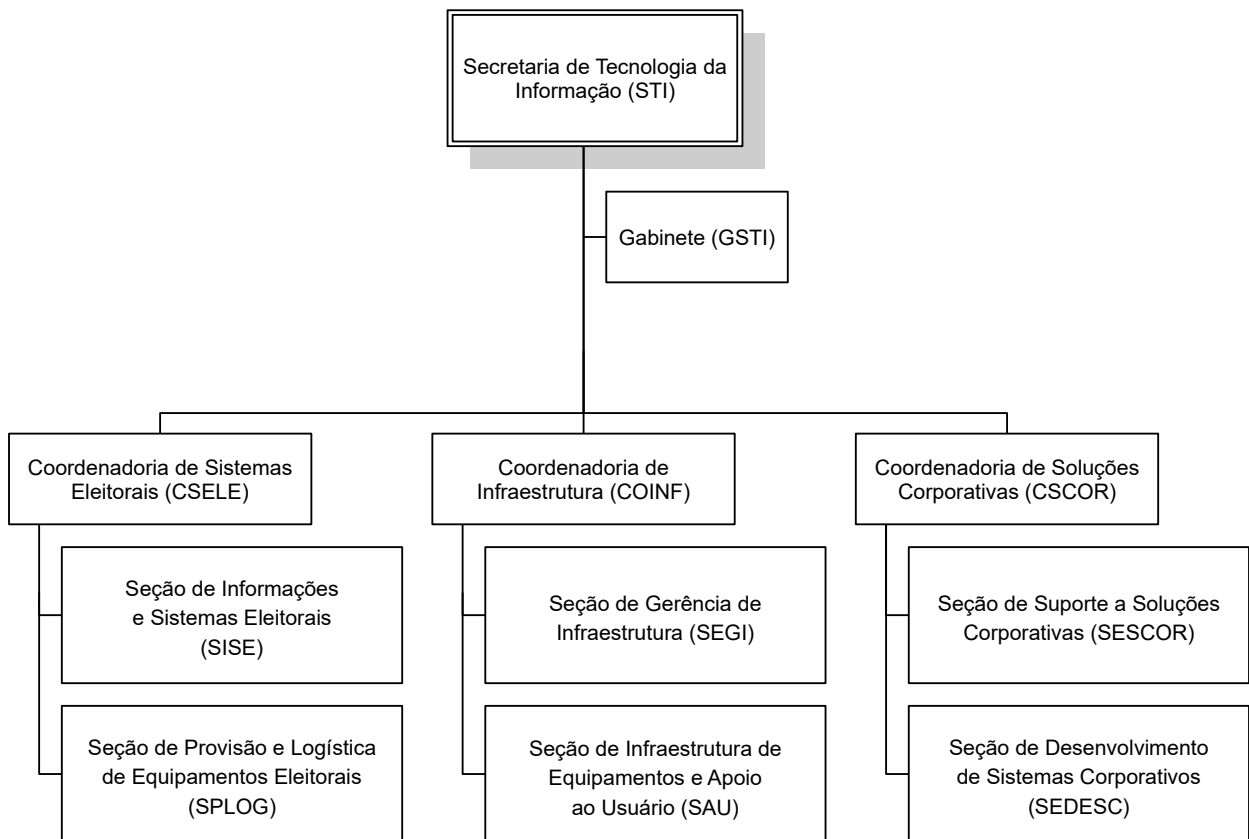 Secretaria de Tecnologia da
Informação (STI)
Gabinete (GSTI)
Coordenadoria de Sistemas
Eleitorais (CSELE)
Coordenadoria de
Infraestrutura (COINF)
Coordenadoria de Soluções
Corporativas (CSCOR)
Seção de Informações
e Sistemas Eleitorais
(SISE)
Seção de Gerência de
Infraestrutura (SEGI)
Seção de Suporte a Soluções
Corporativas (SESCOR)
Seção de Provisão e Logística
de Equipamentos Eleitorais
(SPLOG)
Seção de Infraestrutura de
Equipamentos e Apoio
ao Usuário (SAU)
Seção de Desenvolvimento
de Sistemas Corporativos
(SEDESC)